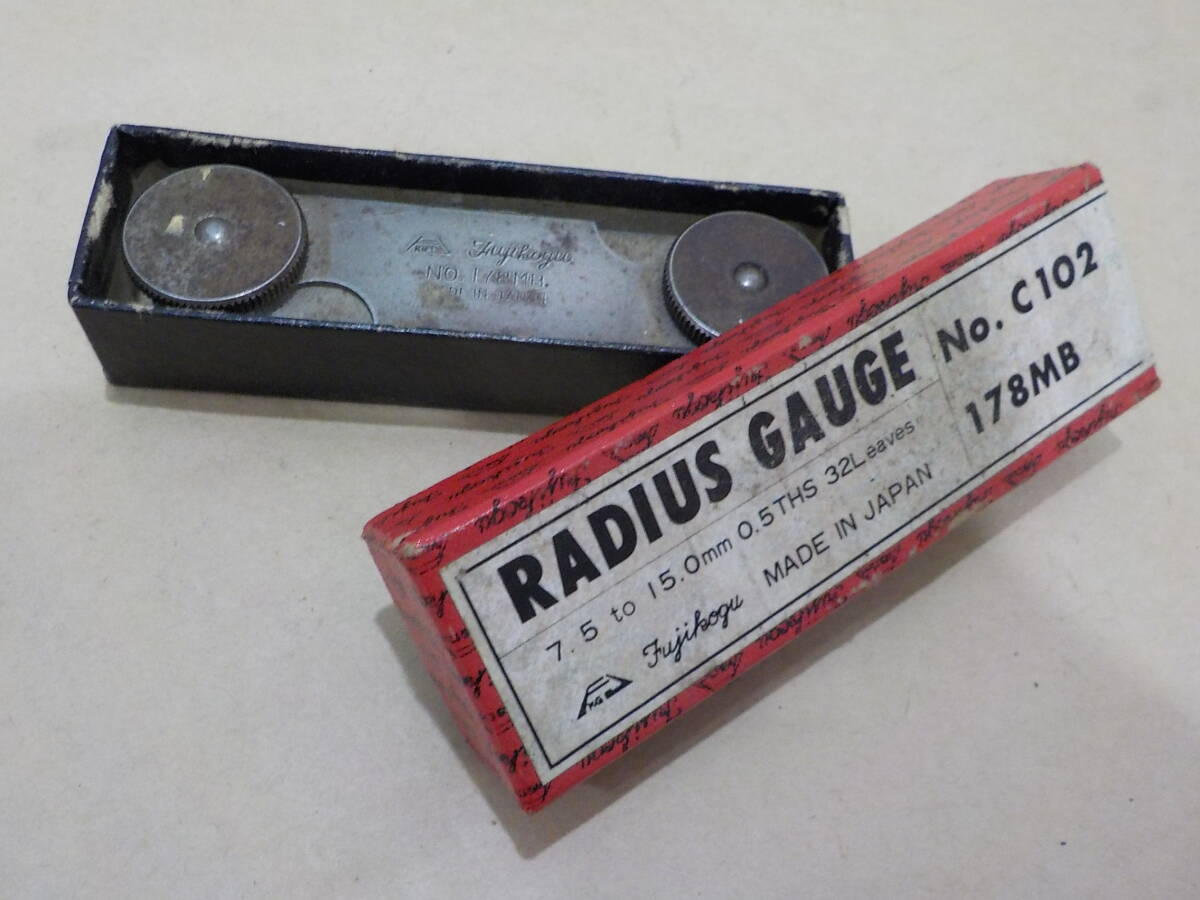 Fujikogu
NO. 178MB.
RADIUS GAUGE
7.5 to 15.0mm 0.5THS 32Leaves
Fujikogu MADE IN JAPAN
No. C102
178MB